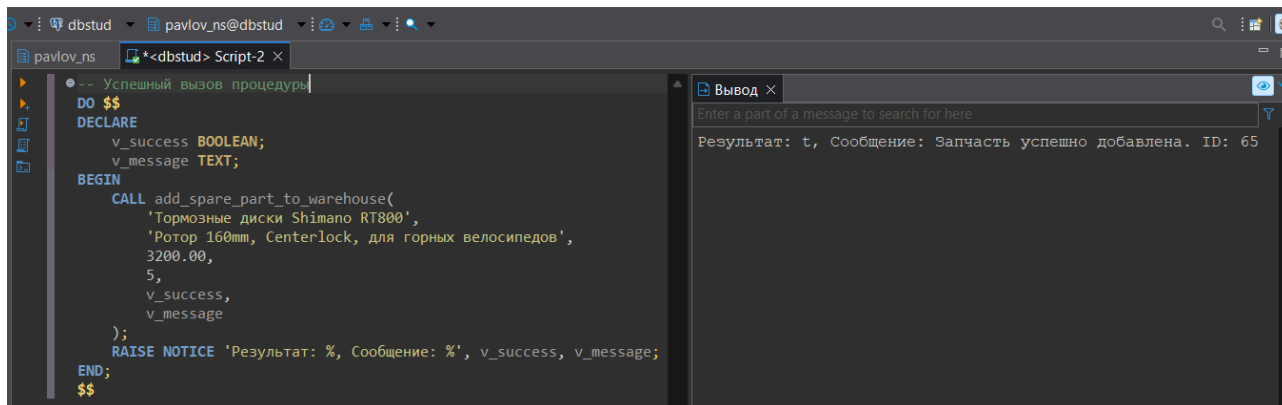 dbstud pavlov_ns@dbstud
pavlov_ns *<dbstud> Script-2
-- Успешный вызов процедуры
DO $$
DECLARE
v_success BOOLEAN;
v_message TEXT;
BEGIN
CALL add_spare_part_to_warehouse(
'Тормозные диски Shimano RT800',
'Ротор 160mm, Centerlock, для горных велосипедов',
3200.00,
5,
v_success,
v_message
);
RAISE NOTICE 'Результат: %, Сообщение: %', v_success, v_message;
END;
$$
Вывод
Enter a part of a message to search for here
Результат: t, Сообщение: Запчасть успешно добавлена. ID: 65